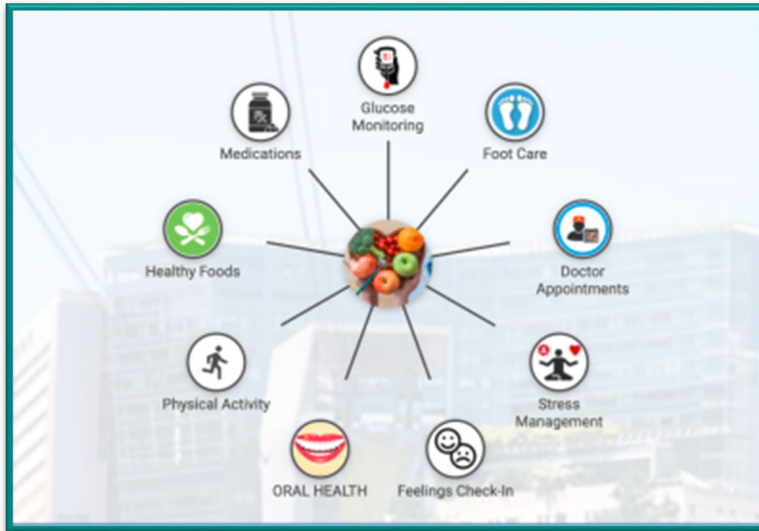 Glucose
Monitoring
Medications
Foot Care
Healthy Foods
Doctor
Appointments
Physical Activity
Stress
Management
ORAL HEALTH
Feelings Check-In